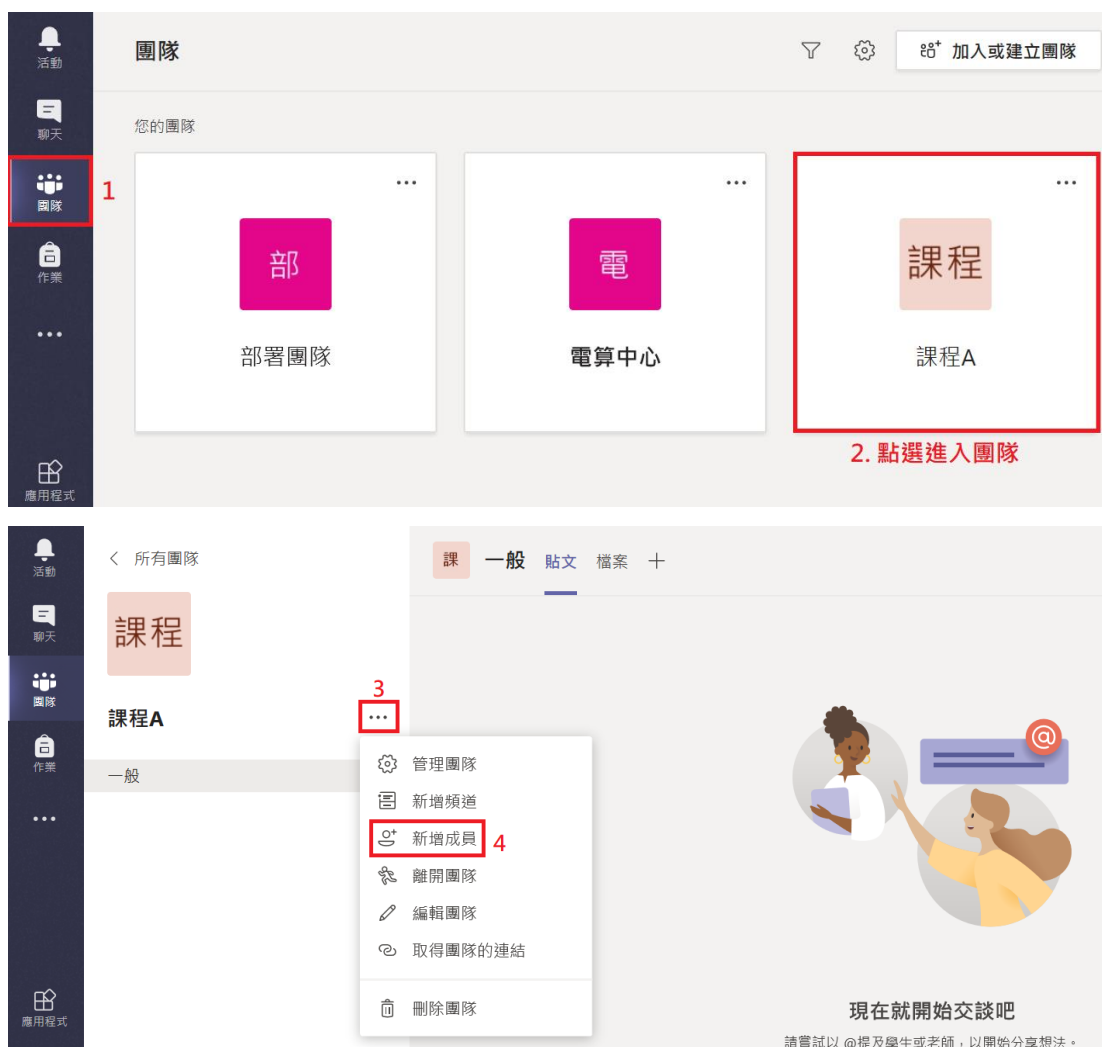 活動
團隊
加入或建立團隊
聊天
您的團隊
團隊
1
作業
部
電
課程
部署團隊
電算中心
課程A
2. 點選進入團隊
應用程式
活動
所有團隊
課
一般
貼文
檔案
聊天
課程
團隊
3
課程A
作業
一般
管理團隊
新增頻道
新增成員
4
離開團隊
編輯團隊
取得團隊的連結
刪除團隊
應用程式
現在就開始交談吧
請嘗試以 @提及學生或老師,以開始分享想法。